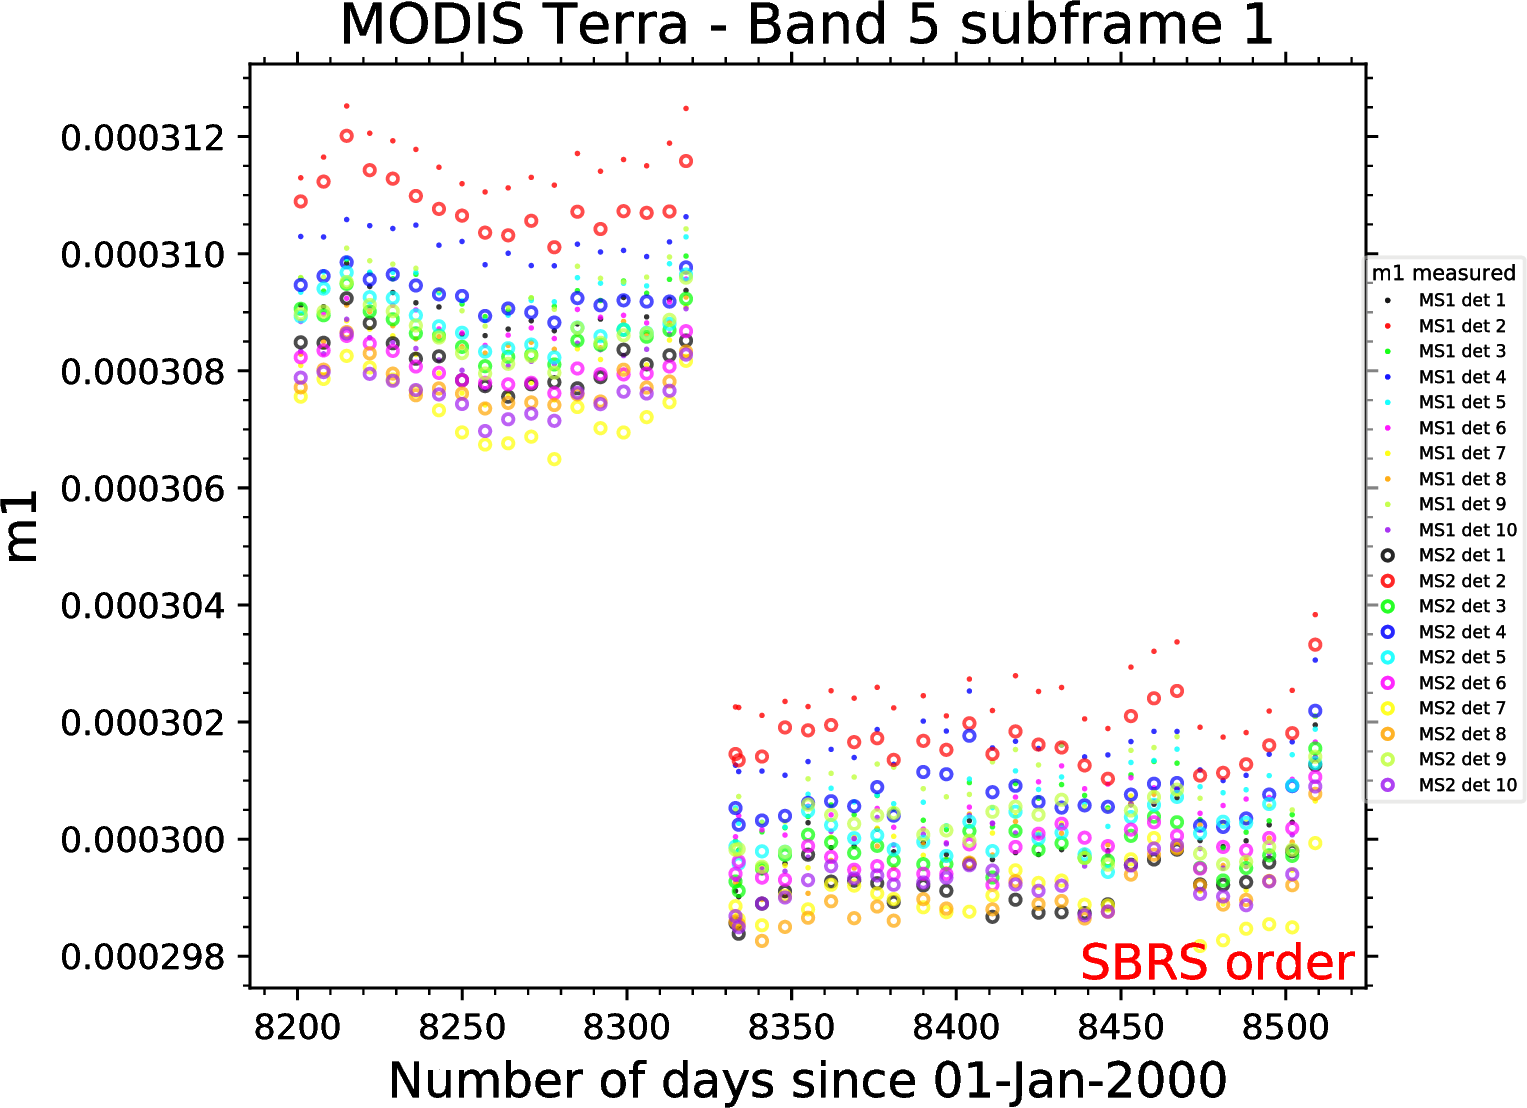 MODIS Terra - Band 5 subframe 1
0.000312
0.000310
0.000308
0.000306
0.000304
0.000302
0.000300
0.000298
m1
8200 8250 8300 8350 8400 8450 8500
Number of days since 01-Jan-2000
SBRS order
m1 measured
MS1 det 1
MS1 det 2
MS1 det 3
MS1 det 4
MS1 det 5
MS1 det 6
MS1 det 7
MS1 det 8
MS1 det 9
MS1 det 10
MS2 det 1
MS2 det 2
MS2 det 3
MS2 det 4
MS2 det 5
MS2 det 6
MS2 det 7
MS2 det 8
MS2 det 9
MS2 det 10